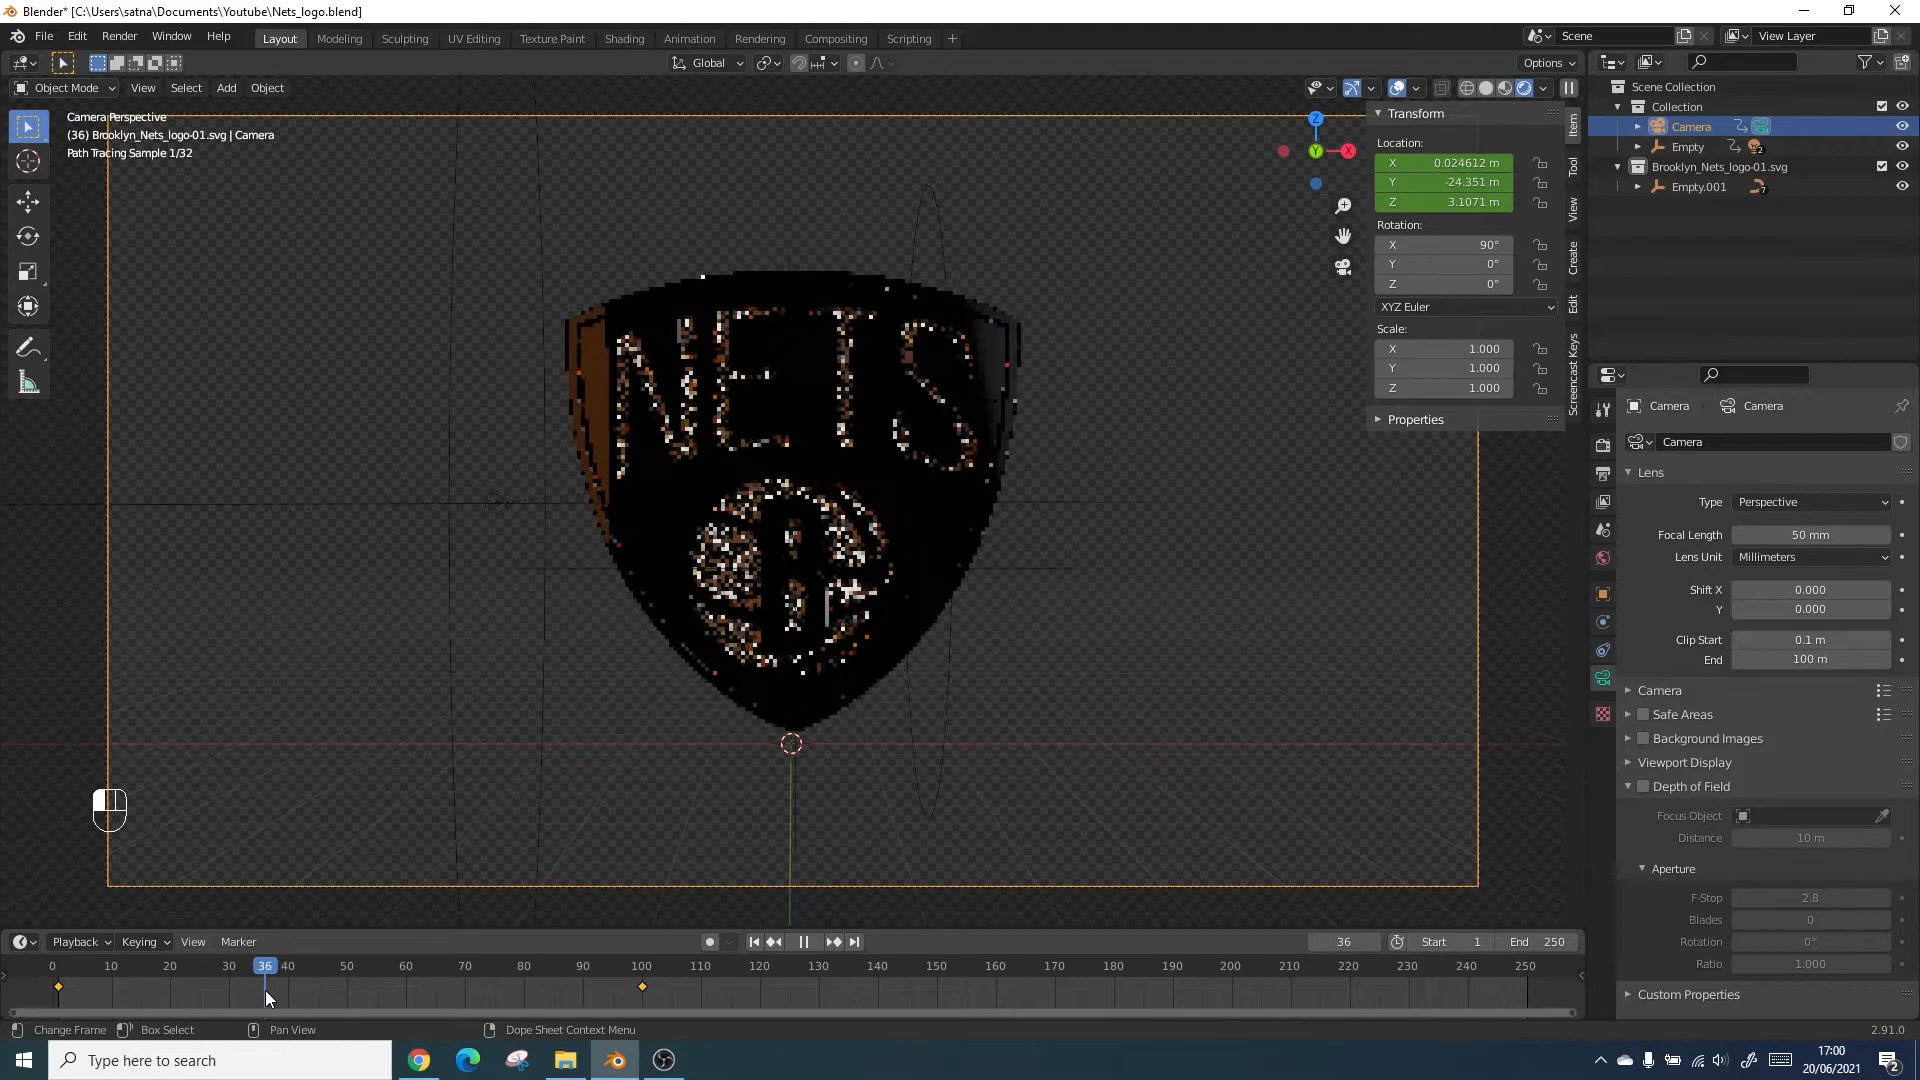 Blender* [C:\Users\satna\Documents\Youtube\Nets_logo.blend]
File Edit Render Window Help
Layout Modeling Sculpting UV Editing Texture Paint Shading Animation Rendering Compositing Scripting +
Scene
View Layer
Global
Options
Object Mode View Select Add Object
Camera Perspective
(36) Brooklyn_Nets_logo-01.svg | Camera
Path Tracing Sample 1/32
Z
Y
X
NETS
Transform
Location:
X 0.024612 m
Y -24.351 m
Z 3.1071 m
Rotation:
X 90°
Y 0°
Z 0°
XYZ Euler
Scale:
X 1.000
Y 1.000
Z 1.000
Properties
Item
Tool
View
Create
Edit
Screencast Keys
Scene Collection
Collection
Camera
Empty 2
Brooklyn_Nets_logo-01.svg
Empty.001 7
Camera Camera
Camera
Lens
Type Perspective
Focal Length 50 mm
Lens Unit Millimeters
Shift X 0.000
Y 0.000
Clip Start 0.1 m
End 100 m
Camera
Safe Areas
Background Images
Viewport Display
Depth of Field
Focus Object
Distance 10 m
Aperture
F-Stop 2.8
Blades 0
Rotation 0°
Ratio 1.000
Custom Properties
Playback Keying View Marker
36 Start 1 End 250
0 10 20 30 36 40 50 60 70 80 90 100 110 120 130 140 150 160 170 180 190 200 210 220 230 240 250
Change Frame Box Select Pan View Dope Sheet Context Menu 2.91.0
Type here to search
17:00
20/06/2021
2